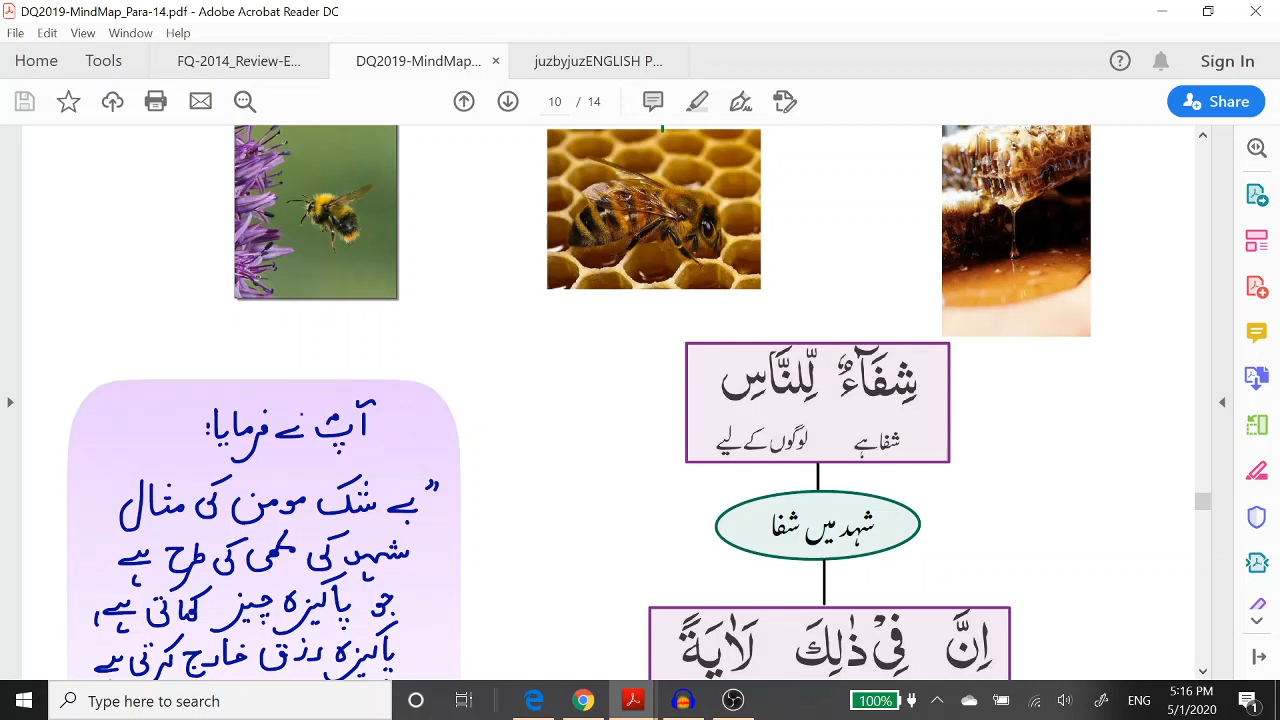 DQ2019-MindMap_Para-14.pdf - Adobe Acrobat Reader DC
File Edit View Window Help
Home Tools FQ-2014_Review-E... DQ2019-MindMap... × juzbyjuzENGLISH P... Sign In
10 / 14 Share
شِفَآءٌ لِّلنَّاسِ
شفا ہے لوگوں کے لیے
شہد میں شفا
اِنَّ فِیْ ذٰلِكَ لَاٰیَةً
آپؐ نے فرمایا:
”بے شک مومن کی مثال
شہد کی مکھی کی طرح ہے
جو پاکیزہ چیز کھاتی ہے،
پاکیزہ رزق خارج کرتی ہے
Type here to search
100% ENG 5:16 PM
5/1/2020 1